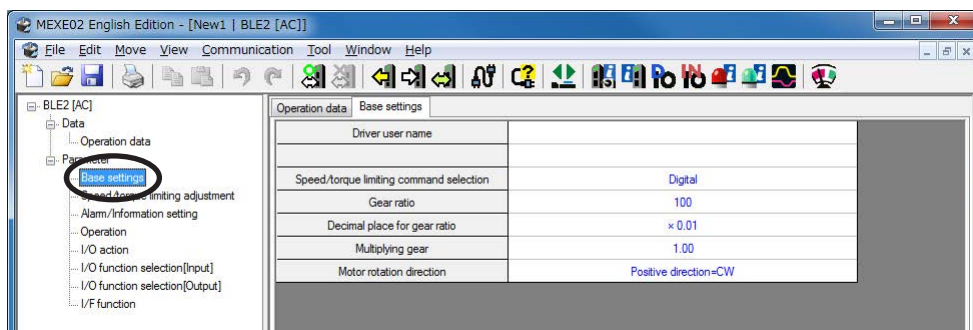 MEXE02 English Edition - [New1 | BLE2 [AC]]
File Edit Move View Communication Tool Window Help
BLE2 [AC]
Data
Operation data
Parameter
Base settings
Speed/torque limiting adjustment
Alarm/Information setting
Operation
I/O action
I/O function selection[Input]
I/O function selection[Output]
I/F function
Operation data Base settings
Driver user name
Speed/torque limiting command selection Digital
Gear ratio 100
Decimal place for gear ratio × 0.01
Multiplying gear 1.00
Motor rotation direction Positive direction=CW